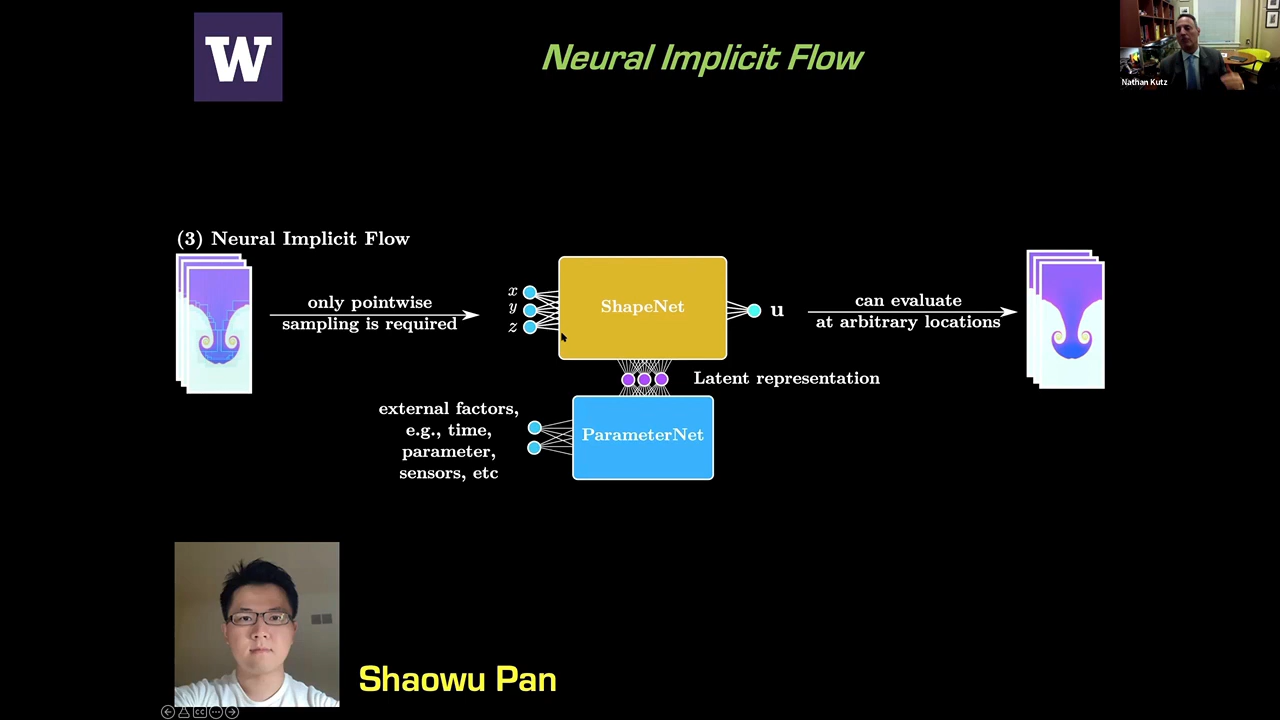 W
Neural Implicit Flow
Nathan Kutz
(3) Neural Implicit Flow
only pointwise
sampling is required
x
y
z
ShapeNet
u
can evaluate
at arbitrary locations
Latent representation
external factors,
e.g., time,
parameter,
sensors, etc
ParameterNet
Shaowu Pan
CC